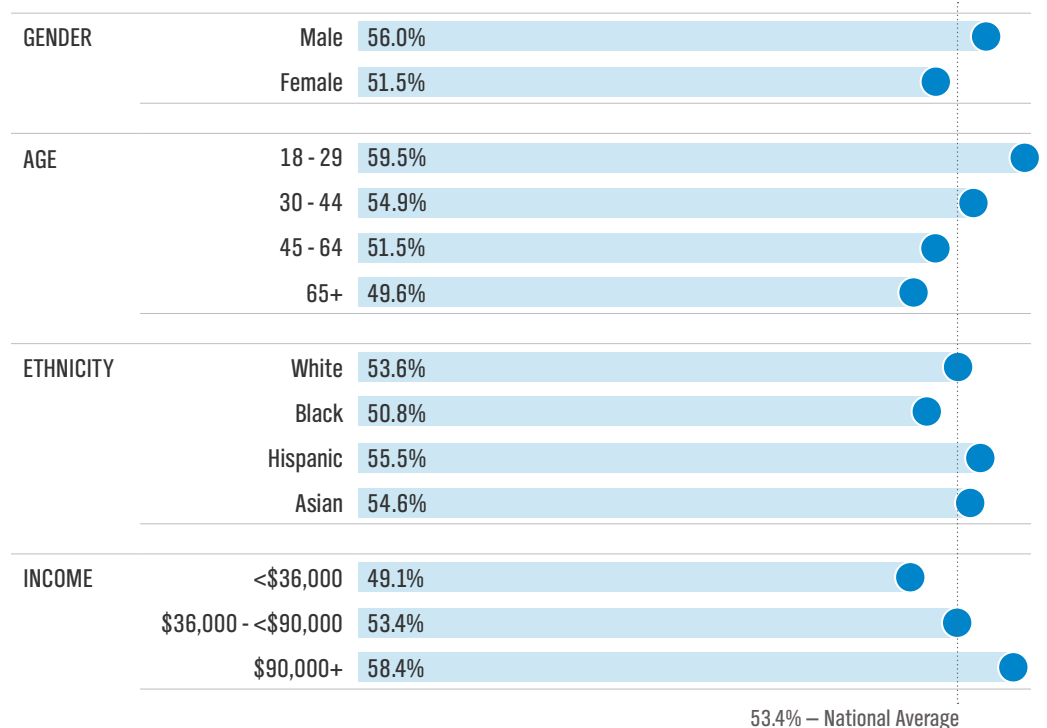 GENDER Male 56.0%
Female 51.5%
AGE 18 - 29 59.5%
30 - 44 54.9%
45 - 64 51.5%
65+ 49.6%
ETHNICITY White 53.6%
Black 50.8%
Hispanic 55.5%
Asian 54.6%
INCOME <$36,000 49.1%
$36,000 - <$90,000 53.4%
$90,000+ 58.4%
53.4% – National Average